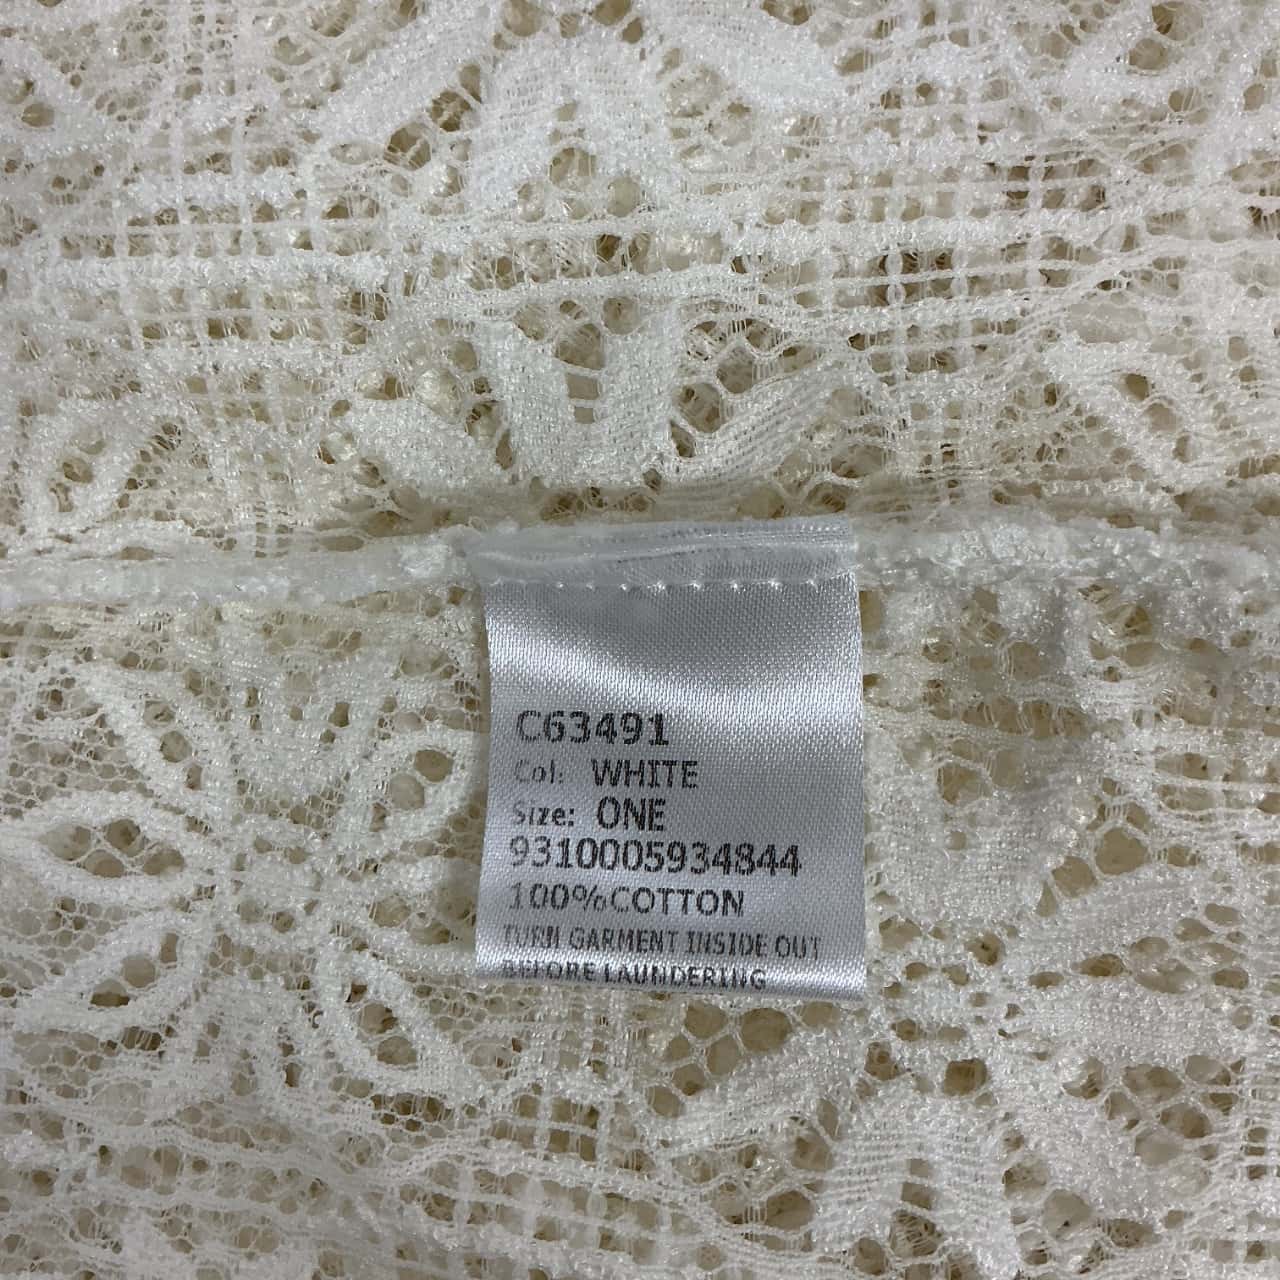 C63491
Col: WHITE
Size: ONE
9310005934844
100%COTTON
TURN GARMENT INSIDE OUT
BEFORE LAUNDERING